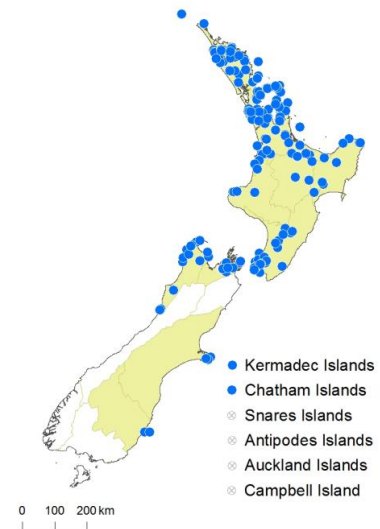 Kermadec Islands
Chatham Islands
Snares Islands
Antipodes Islands
Auckland Islands
Campbell Island
0 100 200 km